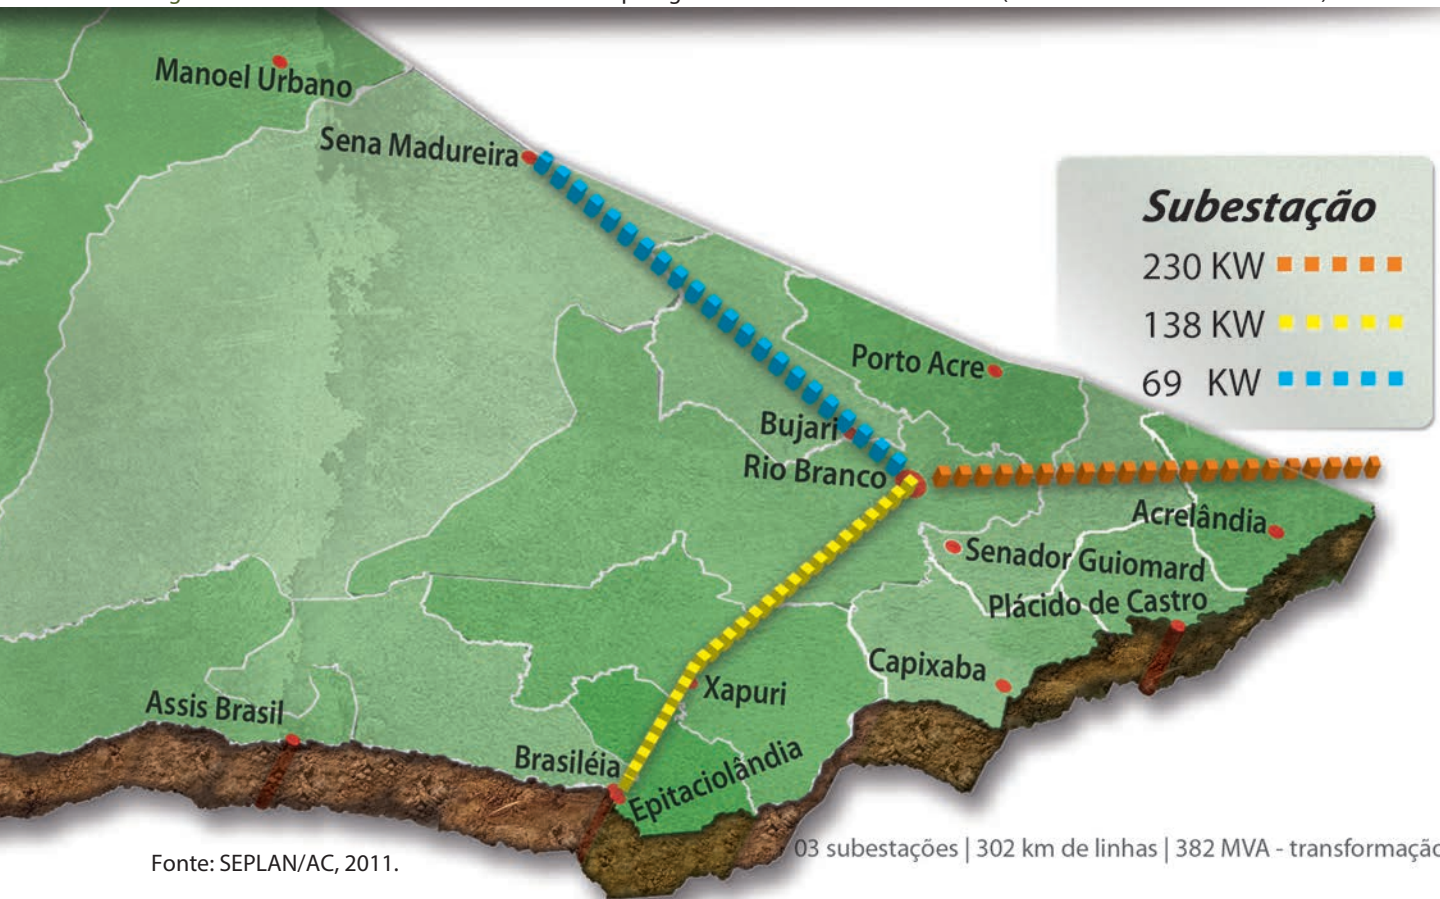 Manoel Urbano
Sena Madureira
Subestação
230 KW
138 KW
69 KW
Porto Acre
Bujari
Rio Branco
Acrelândia
Senador Guiomard
Plácido de Castro
Capixaba
Xapuri
Assis Brasil
Brasiléia
Epitaciolândia
03 subestações | 302 km de linhas | 382 MVA - transformação
Fonte: SEPLAN/AC, 2011.